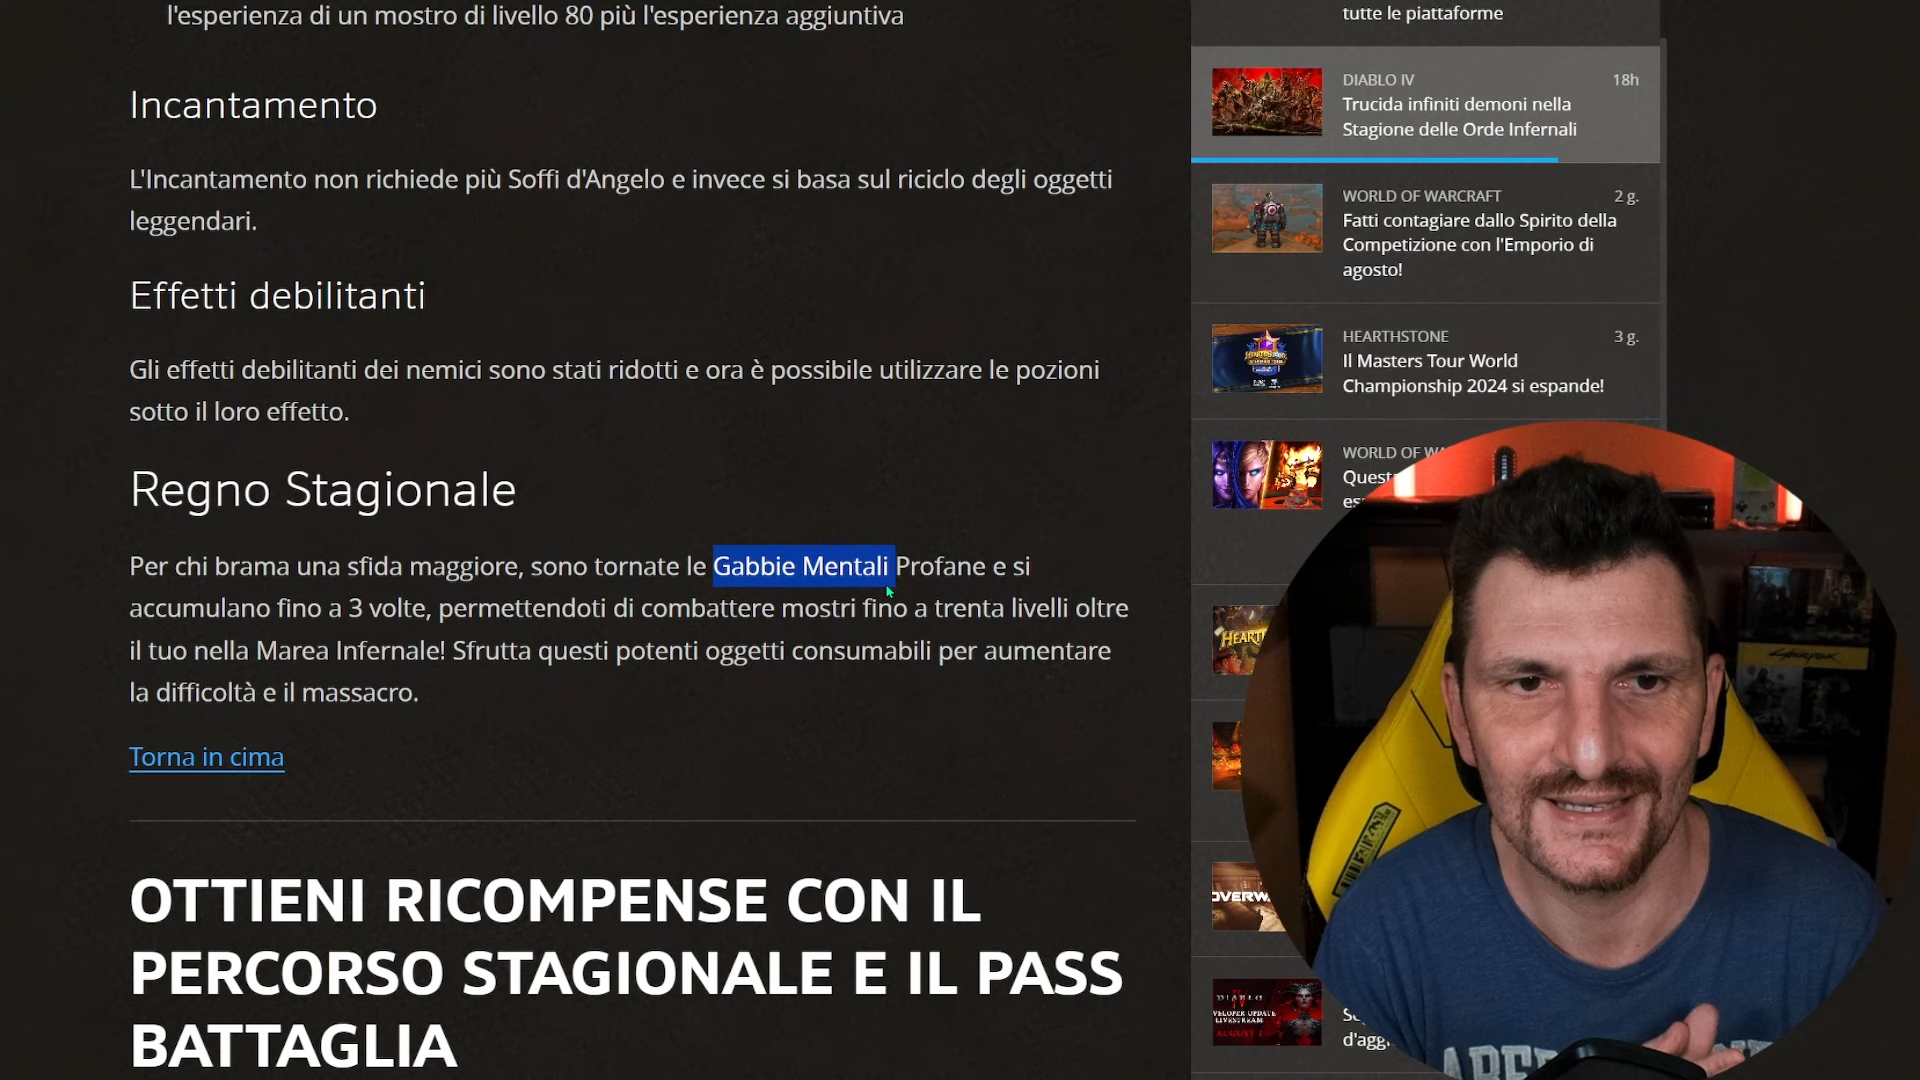 l'esperienza di un mostro di livello 80 più l'esperienza aggiuntiva
Incantamento
L'Incantamento non richiede più Soffi d'Angelo e invece si basa sul riciclo degli oggetti
leggendari.
Effetti debilitanti
Gli effetti debilitanti dei nemici sono stati ridotti e ora è possibile utilizzare le pozioni
sotto il loro effetto.
Regno Stagionale
Per chi brama una sfida maggiore, sono tornate le Gabbie Mentali Profane e si
accumulano fino a 3 volte, permettendoti di combattere mostri fino a trenta livelli oltre
il tuo nella Marea Infernale! Sfrutta questi potenti oggetti consumabili per aumentare
la difficoltà e il massacro.
Torna in cima
OTTIENI RICOMPENSE CON IL
PERCORSO STAGIONALE E IL PASS
BATTAGLIA
tutte le piattaforme
DIABLO IV 18h
Trucida infiniti demoni nella
Stagione delle Orde Infernali
WORLD OF WARCRAFT 2 g.
Fatti contagiare dallo Spirito della
Competizione con l'Emporio di
agosto!
HEARTHSTONE 3 g.
Il Masters Tour World
Championship 2024 si espande!
WORLD OF
DIABLO
IV
UPDATE
LIVESTREAM
AUGUST